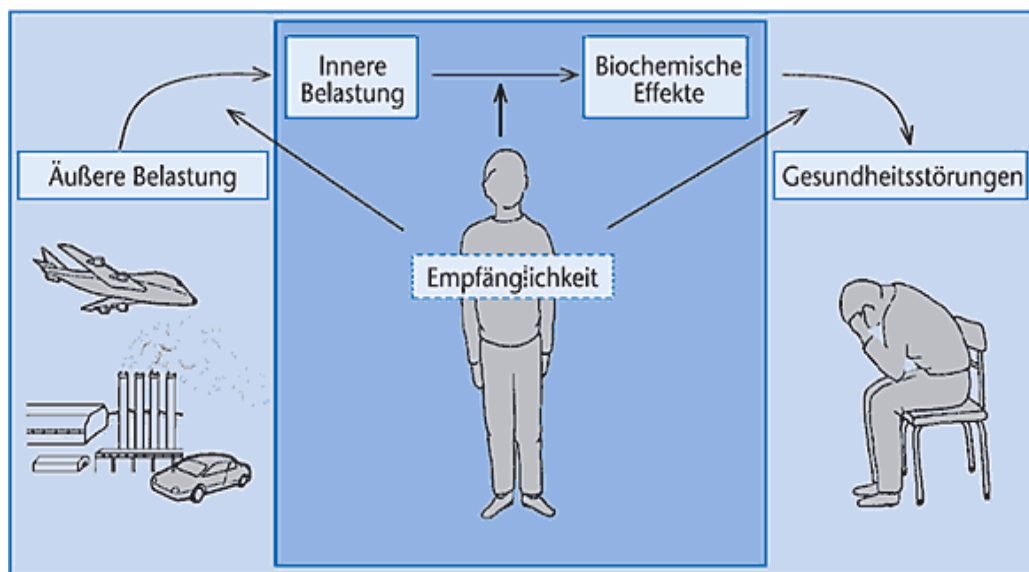 Innere
Belastung
Biochemische
Effekte
Äußere Belastung
Gesundheitsstörungen
Empfänglichkeit